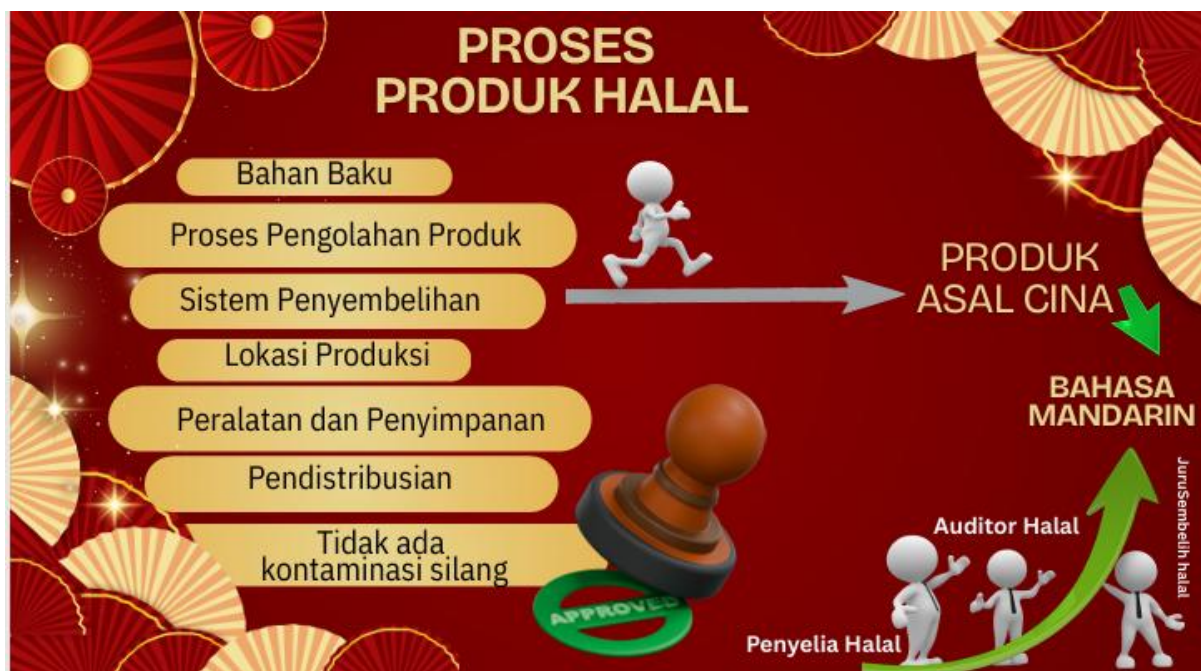 PROSES
PRODUK HALAL
Bahan Baku
Proses Pengolahan Produk
Sistem Penyembelihan
Lokasi Produksi
Peralatan dan Penyimpanan
Pendistribusian
Tidak ada
kontaminasi silang
APPROVED
PRODUK
ASAL CINA
BAHASA
MANDARIN
JuruSembelih halal
Auditor Halal
Penyelia Halal